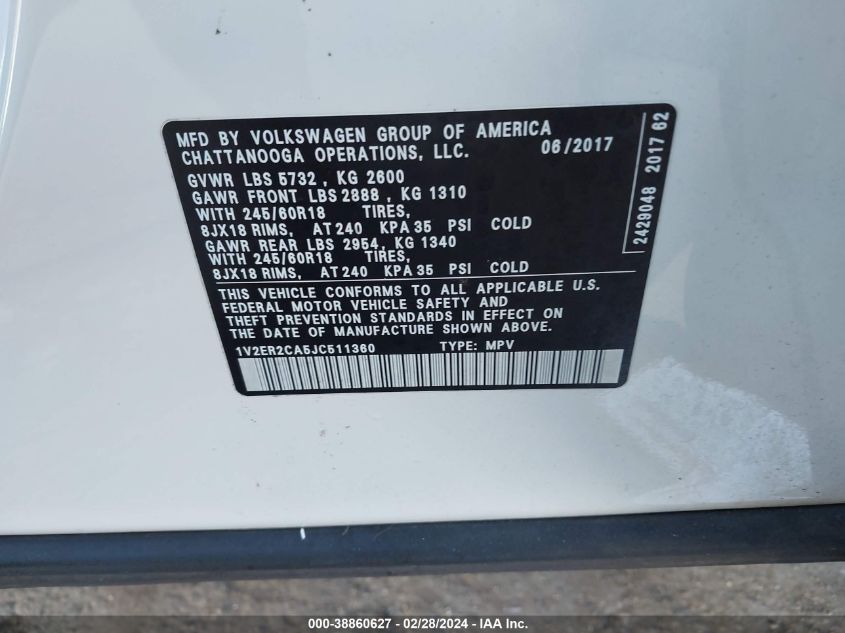 MFD BY VOLKSWAGEN GROUP OF AMERICA
CHATTANOOGA OPERATIONS, LLC. 06/2017
GVWR LBS 5732 , KG 2600
GAWR FRONT LBS 2888 , KG 1310
WITH 245/60R18 TIRES,
8JX18 RIMS, AT 240 KPA 35 PSI COLD
GAWR REAR LBS 2954, KG 1340
WITH 245/60R18 TIRES,
8JX18 RIMS, AT 240 KPA 35 PSI COLD
THIS VEHICLE CONFORMS TO ALL APPLICABLE U.S.
FEDERAL MOTOR VEHICLE SAFETY AND
THEFT PREVENTION STANDARDS IN EFFECT ON
THE DATE OF MANUFACTURE SHOWN ABOVE.
1V2ER2CA5JC511360 TYPE: MPV
2429048 2017 62
000-38860627 - 02/28/2024 - IAA Inc.